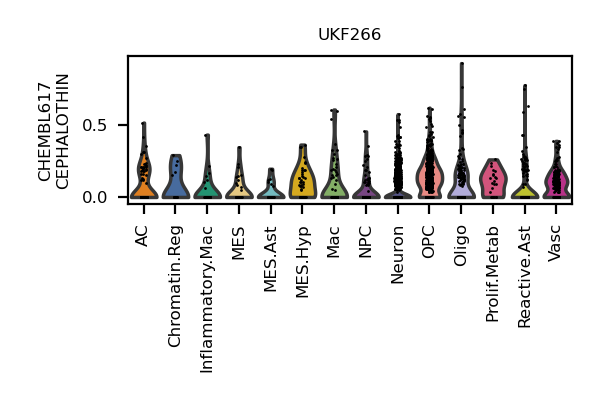 UKF266
CHEMBL617
CEPHALOTHIN
0.5
0.0
AC
Chromatin.Reg
Inflammatory.Mac
MES
MES.Ast
MES.Hyp
Mac
NPC
Neuron
OPC
Oligo
Prolif.Metab
Reactive.Ast
Vasc